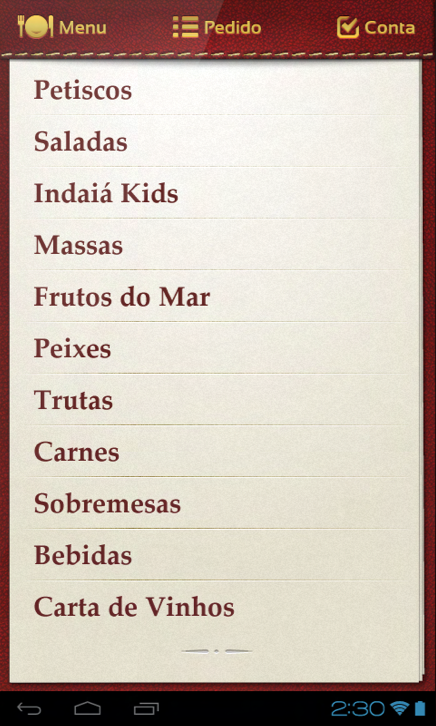 Menu
Pedido
Conta
Petiscos
Saladas
Indaiá Kids
Massas
Frutos do Mar
Peixes
Trutas
Carnes
Sobremesas
Bebidas
Carta de Vinhos
2:30